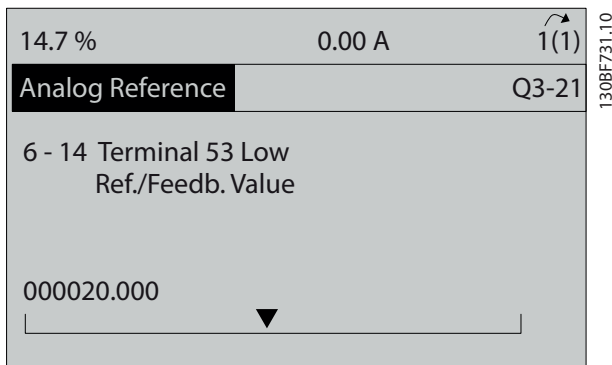 14.7 % 0.00 A 1(1)
Analog Reference Q3-21
6 - 14 Terminal 53 Low
Ref./Feedb. Value
000020.000
130BF731.10